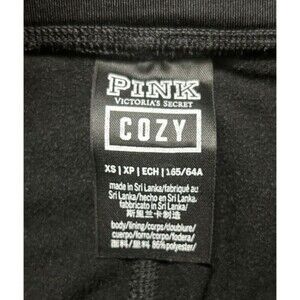 PINK
VICTORIA'S SECRET
COZY
XS | XP | ECH | 165/64A
made in Sri Lanka/fabriqué au
Sri Lanka/hecho en Sri Lanka/
fabbricato in Sri Lanka/
斯里兰卡制造
body/lining/corps/doublure/
cuerpo/forro/corpo/fodera/
面料/里料 86% polyester/